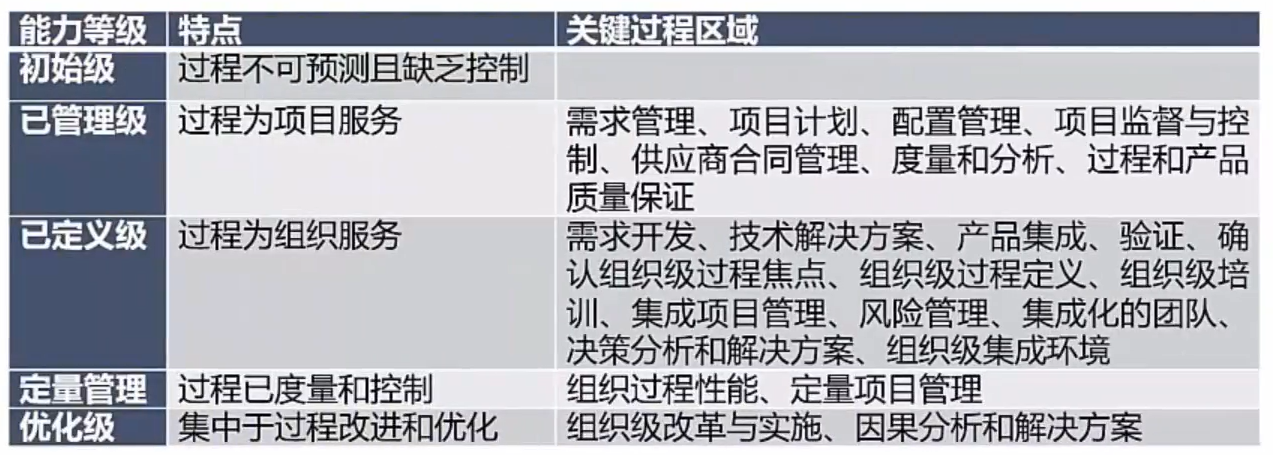 能力等级 特点 关键过程区域
初始级 过程不可预测且缺乏控制
已管理级 过程为项目服务 需求管理、项目计划、配置管理、项目监督与控
制、供应商合同管理、度量和分析、过程和产品
质量保证
已定义级 过程为组织服务 需求开发、技术解决方案、产品集成、验证、确
认组织级过程焦点、组织级过程定义、组织级培
训、集成项目管理、风险管理、集成化的团队、
决策分析和解决方案、组织级集成环境
定量管理 过程已度量和控制 组织过程性能、定量项目管理
优化级 集中于过程改进和优化 组织级改革与实施、因果分析和解决方案